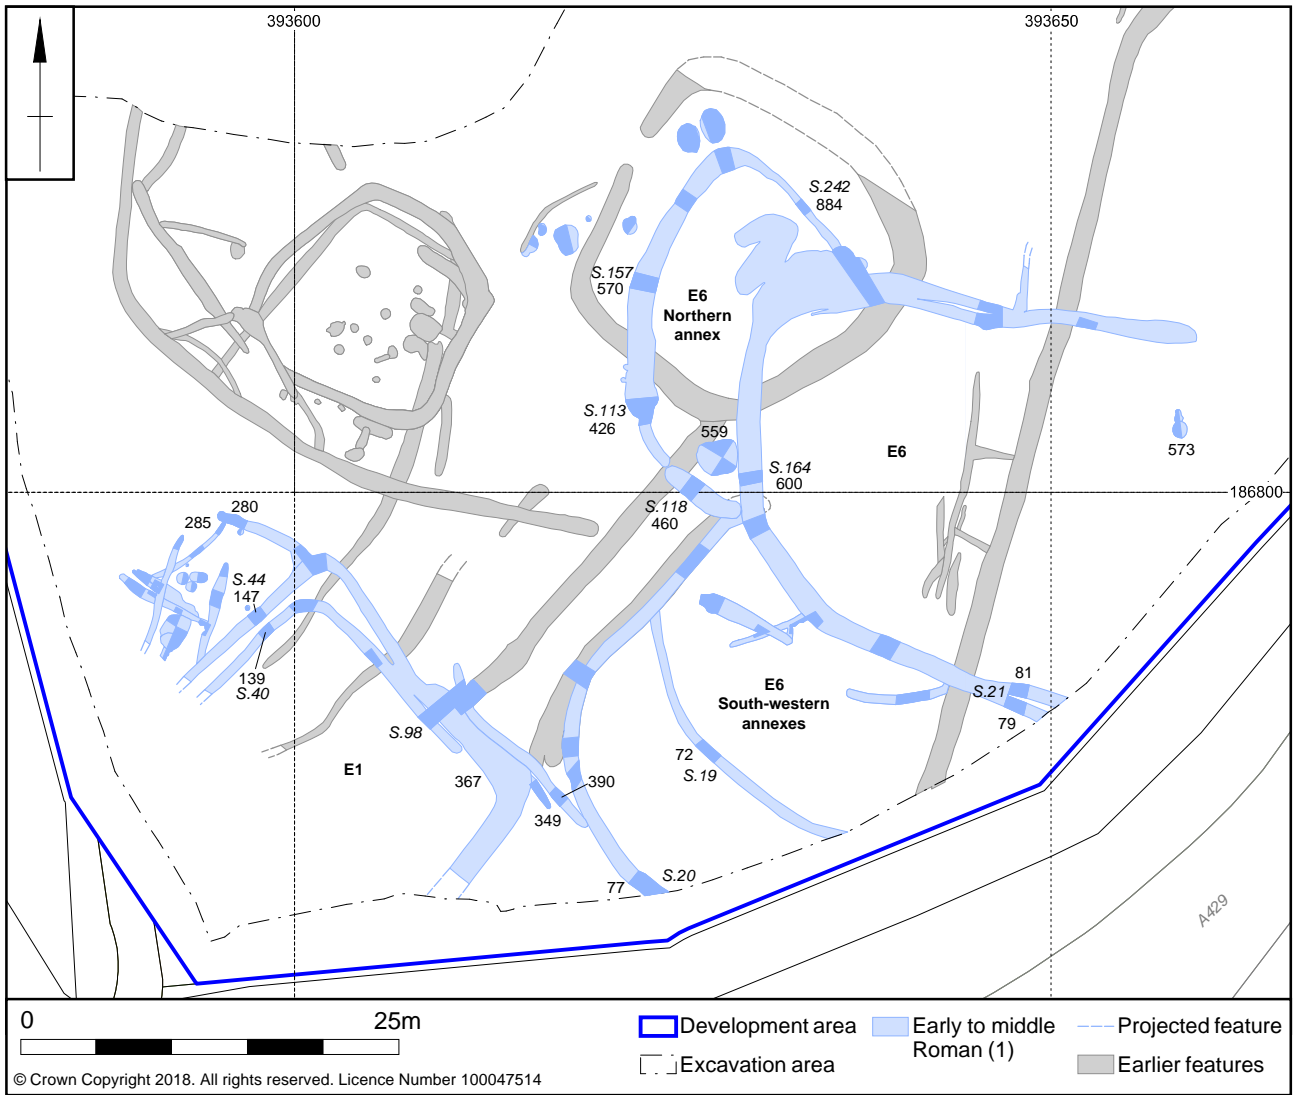 393600
393650
S.242
884
S.157
570
E6
Northern
annex
S.113
426
559
E6
573
S.164
600
186800
S.118
460
280
285
S.44
147
139
S.40
81
S.21
79
E6
South-western
annexes
S.98
72
S.19
E1
367
390
349
77
S.20
A429
0
25m
Development area
Early to middle
Roman (1)
Projected feature
Excavation area
Earlier features
© Crown Copyright 2018. All rights reserved. Licence Number 100047514